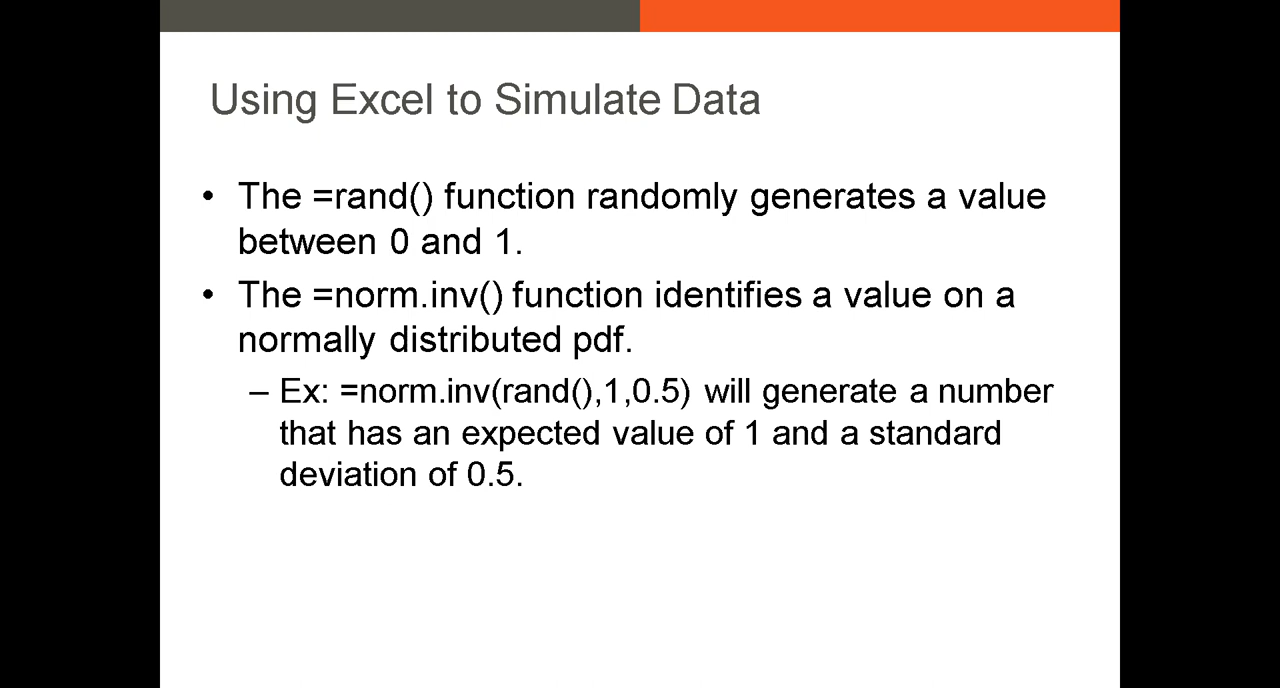 Using Excel to Simulate Data
• The =rand() function randomly generates a value
between 0 and 1.
• The =norm.inv() function identifies a value on a
normally distributed pdf.
– Ex: =norm.inv(rand(),1,0.5) will generate a number
that has an expected value of 1 and a standard
deviation of 0.5.